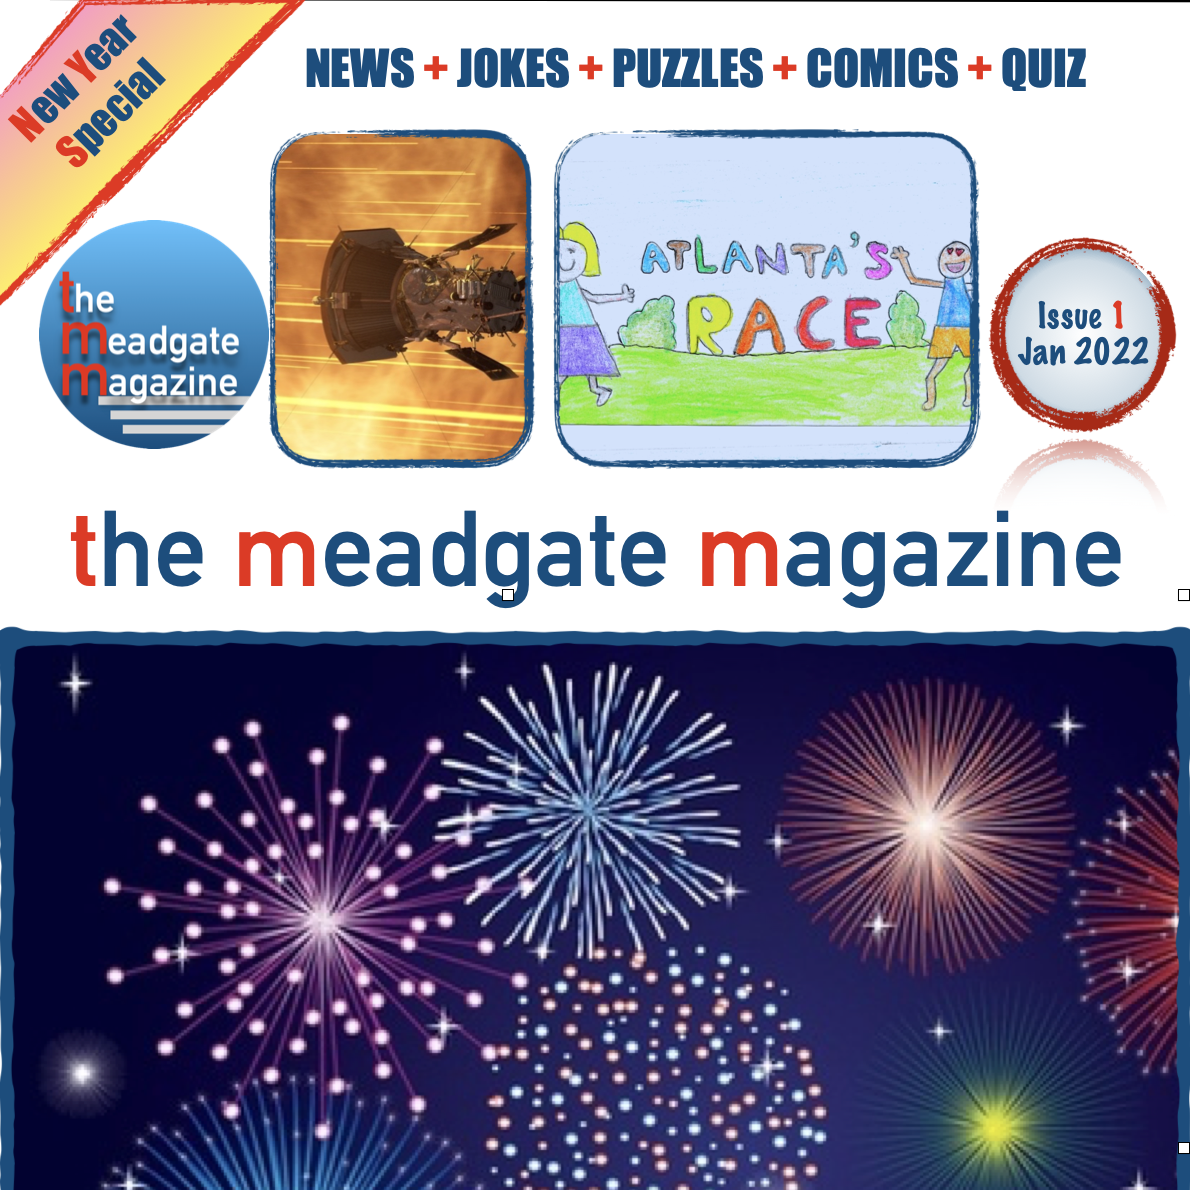 New Year
Special
NEWS + JOKES + PUZZLES + COMICS + QUIZ
the
meadgate
magazine
ATLANTA'S
RACE
Issue 1
Jan 2022
the meadgate magazine